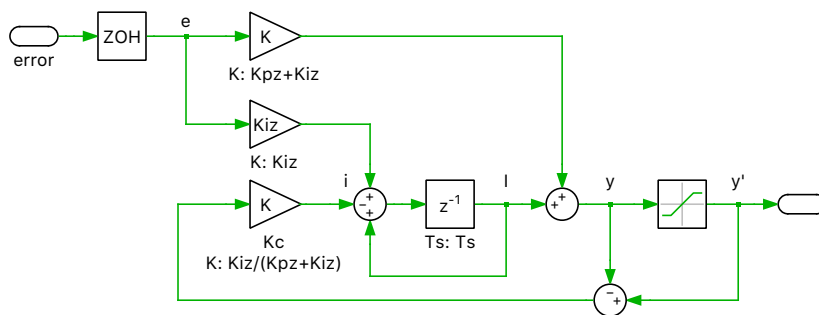 e
ZOH
K
error
K: Kpz+Kiz
Kiz
K: Kiz
i
I
y
y'
+
K
-
+
z-1
+
+
Kc
Ts: Ts
K: Kiz/(Kpz+Kiz)
-
+